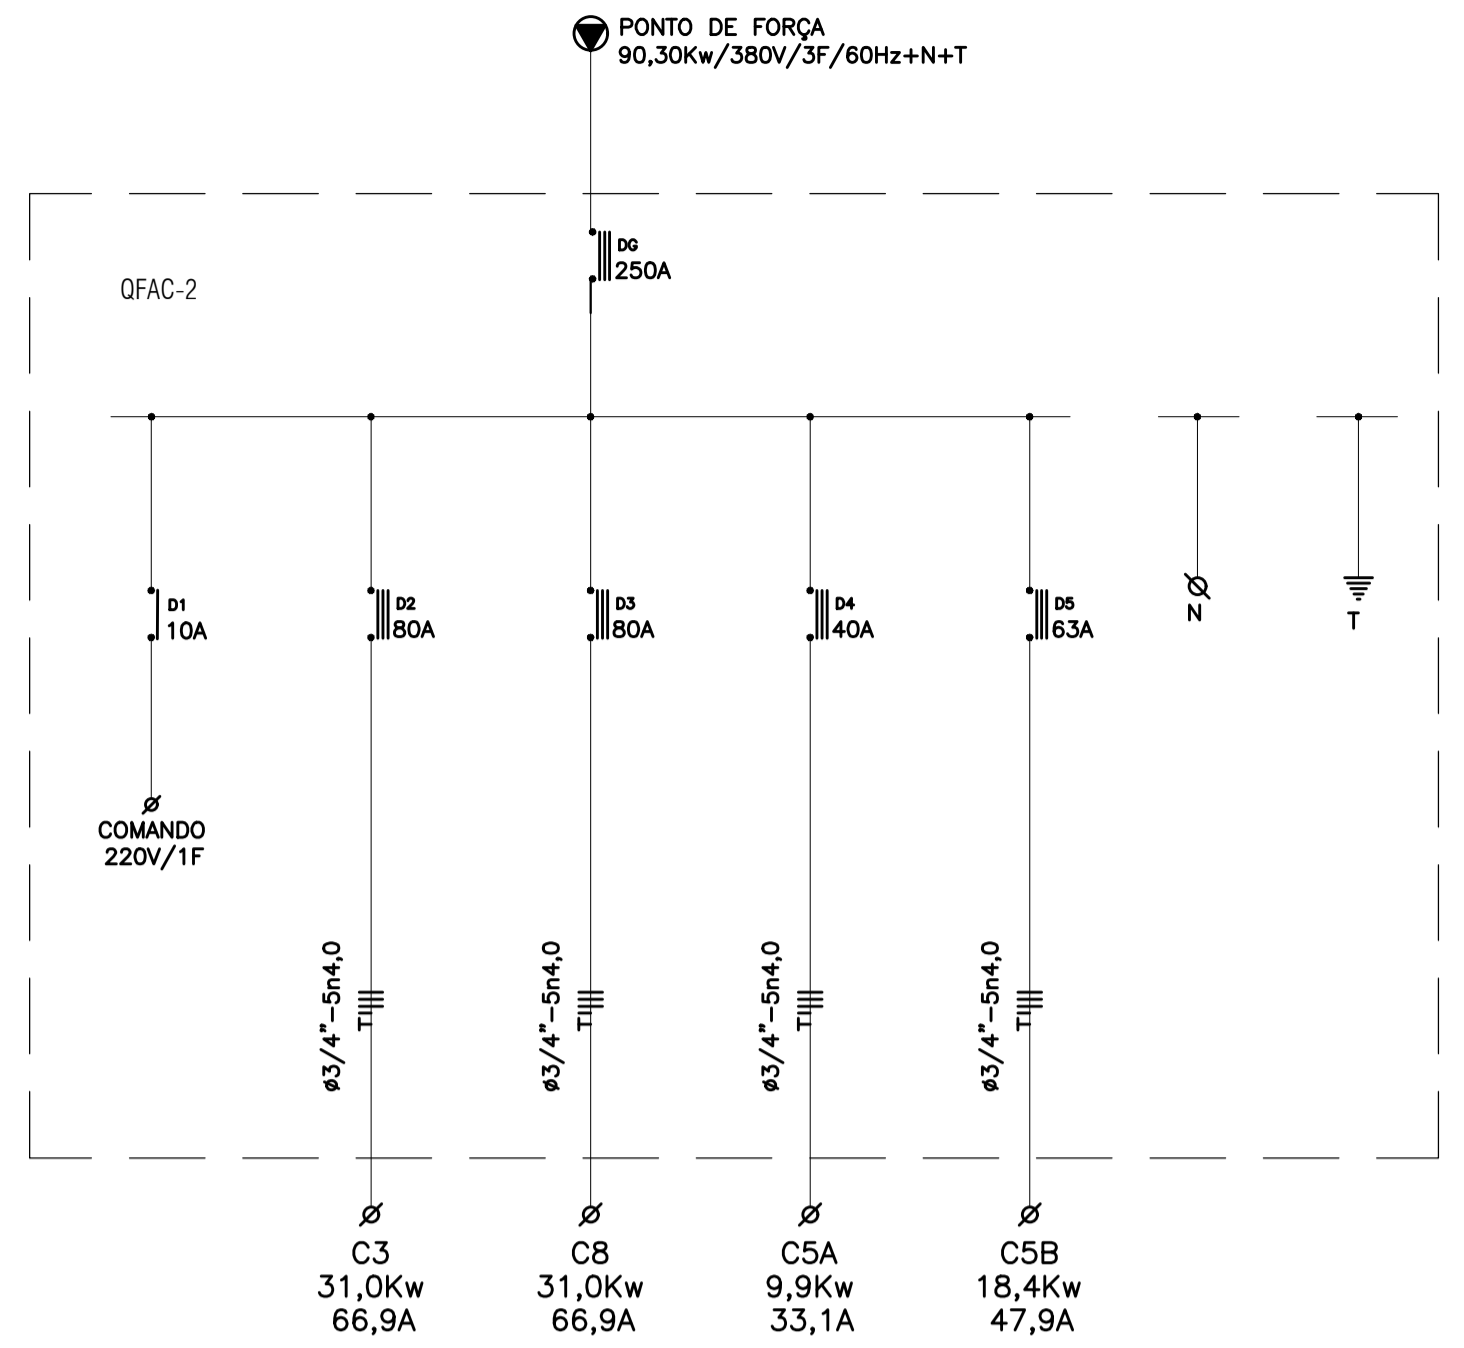 PONTO DE FORÇA
90,30Kw/380V/3F/60Hz+N+T
DG
250A
QFAC-2
D1
10A
D2
80A
D3
80A
D4
40A
D5
63A
N
T
COMANDO
220V/1F
ø3/4"-5n4,0
T
ø3/4"-5n4,0
T
ø3/4"-5n4,0
T
ø3/4"-5n4,0
T
C3
31,0Kw
66,9A
C8
31,0Kw
66,9A
C5A
9,9Kw
33,1A
C5B
18,4Kw
47,9A